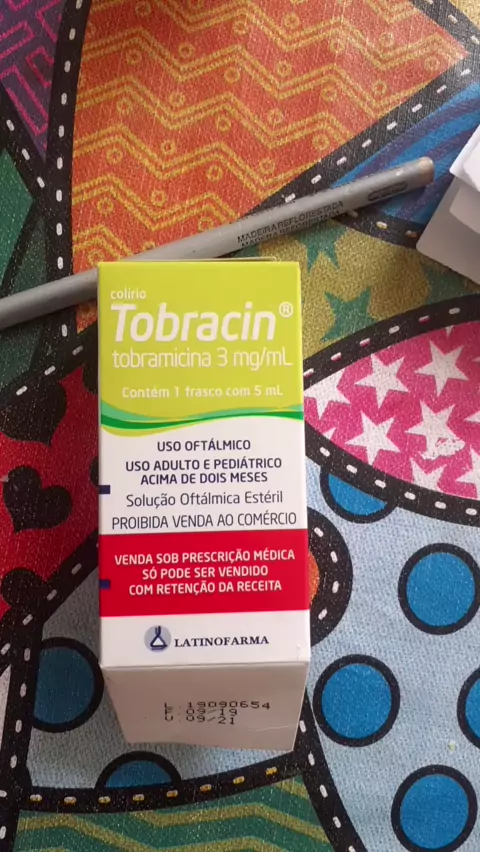 MADEIRA REFLORESTADA
colírio
Tobracin®
tobramicina 3 mg/mL
Contém 1 frasco com 5 mL
USO OFTÁLMICO
USO ADULTO E PEDIÁTRICO
ACIMA DE DOIS MESES
Solução Oftálmica Estéril
PROIBIDA VENDA AO COMÉRCIO
VENDA SOB PRESCRIÇÃO MÉDICA
SÓ PODE SER VENDIDO
COM RETENÇÃO DA RECEITA
LATINOFARMA
L 19090654
F 09/19
V 09/21